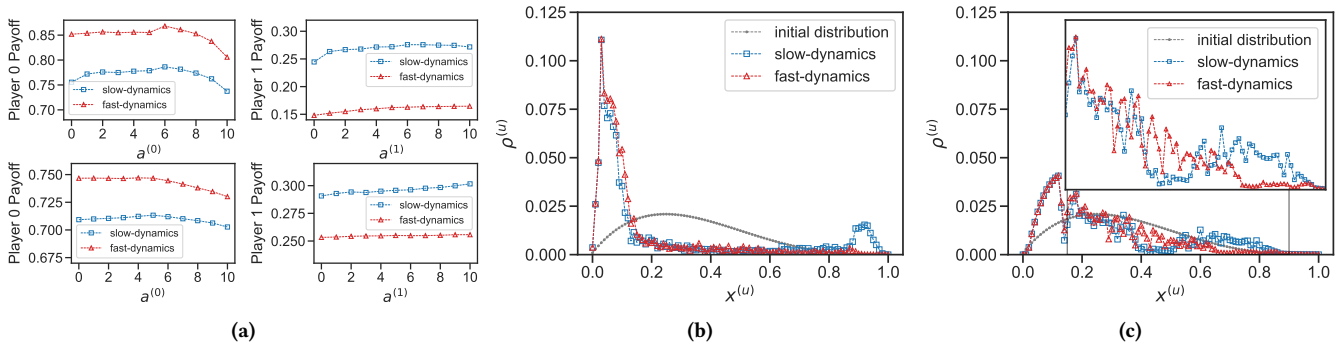 Player 0 Payoff
0.85
0.80
0.75
0.70
slow-dynamics
fast-dynamics
0 2 4 6 8 10
a^(0)
Player 1 Payoff
0.30
0.25
0.20
0.15
slow-dynamics
fast-dynamics
0 2 4 6 8 10
a^(1)
Player 0 Payoff
0.750
0.725
0.700
0.675
slow-dynamics
fast-dynamics
0 2 4 6 8 10
a^(0)
Player 1 Payoff
0.300
0.275
0.250
slow-dynamics
fast-dynamics
0 2 4 6 8 10
a^(1)
(a)
ρ^(u)
0.125
0.100
0.075
0.050
0.025
0.000
initial distribution
slow-dynamics
fast-dynamics
0.0 0.2 0.4 0.6 0.8 1.0
x^(u)
(b)
ρ^(u)
0.125
0.100
0.075
0.050
0.025
0.000
initial distribution
slow-dynamics
fast-dynamics
0.0 0.2 0.4 0.6 0.8 1.0
x^(u)
(c)